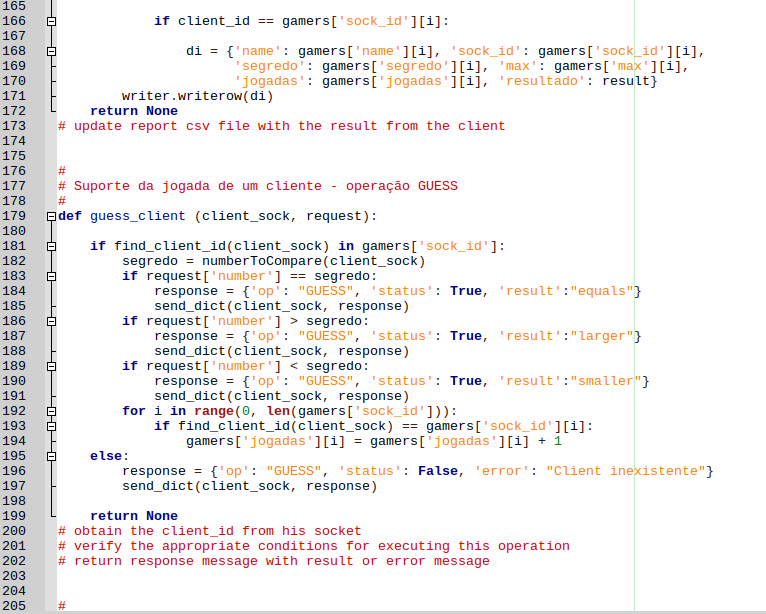 165
166 if client_id == gamers['sock_id'][i]:
167
168 di = {'name': gamers['name'][i], 'sock_id': gamers['sock_id'][i],
169 'segredo': gamers['segredo'][i], 'max': gamers['max'][i],
170 'jogadas': gamers['jogadas'][i], 'resultado': result}
171 writer.writerow(di)
172 return None
173 # update report csv file with the result from the client
174
175
176 #
177 # Suporte da jogada de um cliente - operação GUESS
178 #
179 def guess_client (client_sock, request):
180
181 if find_client_id(client_sock) in gamers['sock_id']:
182 segredo = numberToCompare(client_sock)
183 if request['number'] == segredo:
184 response = {'op': "GUESS", 'status': True, 'result':"equals"}
185 send_dict(client_sock, response)
186 if request['number'] > segredo:
187 response = {'op': "GUESS", 'status': True, 'result':"larger"}
188 send_dict(client_sock, response)
189 if request['number'] < segredo:
190 response = {'op': "GUESS", 'status': True, 'result':"smaller"}
191 send_dict(client_sock, response)
192 for i in range(0, len(gamers['sock_id'])):
193 if find_client_id(client_sock) == gamers['sock_id'][i]:
194 gamers['jogadas'][i] = gamers['jogadas'][i] + 1
195 else:
196 response = {'op': "GUESS", 'status': False, 'error': "Client inexistente"}
197 send_dict(client_sock, response)
198
199 return None
200 # obtain the client_id from his socket
201 # verify the appropriate conditions for executing this operation
202 # return response message with result or error message
203
204
205 #